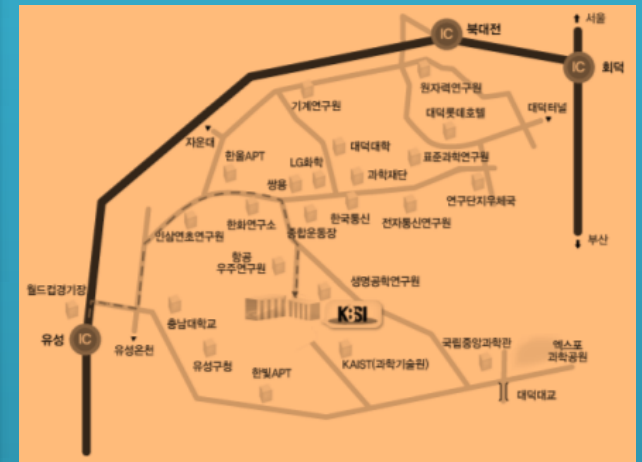 서울
IC 북대전
IC 회덕
원자력연구원
기계연구원
대덕롯데호텔
대덕터널
자운대
한울APT
LG화학
대덕대학
표준과학연구원
쌍용
과학재단
연구단지우체국
인삼연초연구원
한화연구소
종합운동장
한국통신
전자통신연구원
부산
항공
우주연구원
생명공학연구원
월드컵경기장
KBSI
충남대학교
유성 IC
유성온천
유성구청
한빛APT
KAIST(과학기술원)
국립중앙과학관
엑스포
과학공원
대덕대교